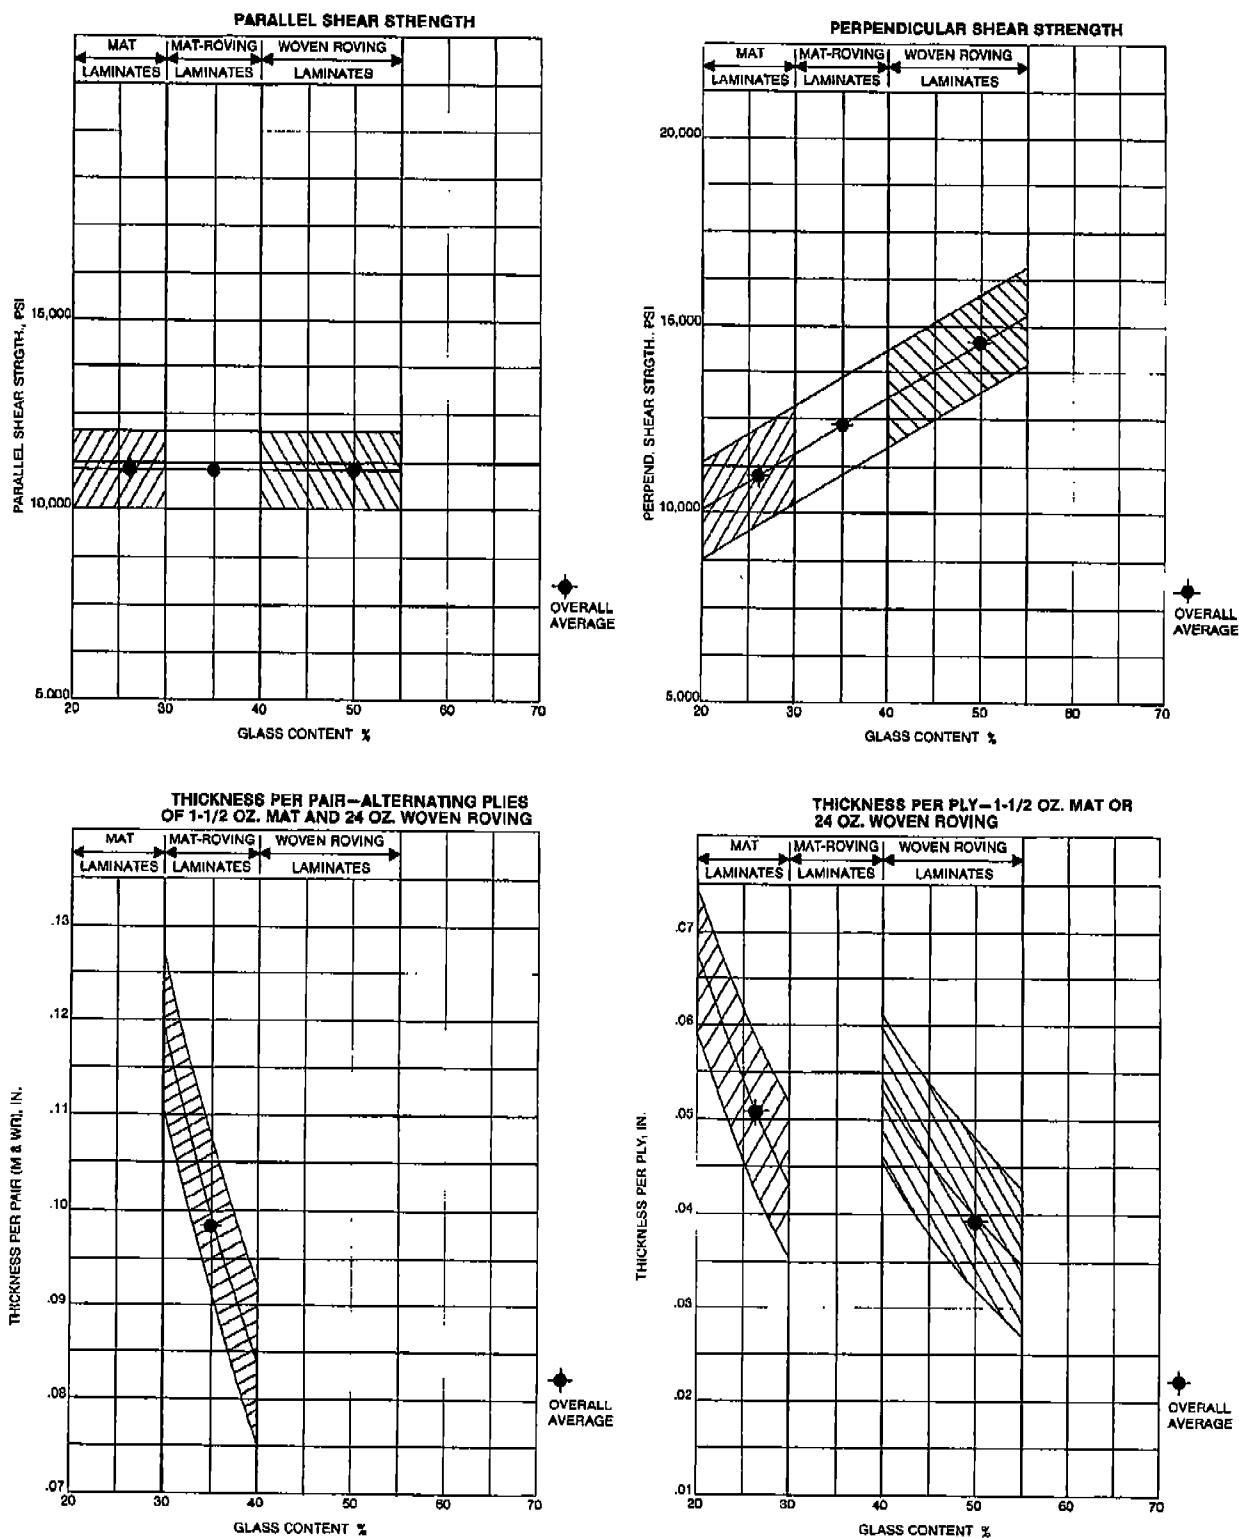 PARALLEL SHEAR STRENGTH
MAT
MAT-ROVING
WOVEN ROVING
LAMINATES
LAMINATES
LAMINATES
PARALLEL SHEAR STRGTH., PSI
15,000
10,000
5.000
20
30
40
50
60
70
GLASS CONTENT %
OVERALL
AVERAGE
PERPENDICULAR SHEAR STRENGTH
MAT
MAT-ROVING
WOVEN ROVING
LAMINATES
LAMINATES
LAMINATES
PERPEND. SHEAR STRGTH., PSI
20,000
15,000
10,000
5,000
20
30
40
50
60
70
GLASS CONTENT %
OVERALL
AVERAGE
THICKNESS PER PAIR—ALTERNATING PLIES
OF 1-1/2 OZ. MAT AND 24 OZ. WOVEN ROVING
MAT
MAT-ROVING
WOVEN ROVING
LAMINATES
LAMINATES
LAMINATES
THICKNESS PER PAIR (M & WR), IN.
.13
.12
.11
.10
.09
.08
.07
20
30
40
50
60
70
GLASS CONTENT %
OVERALL
AVERAGE
THICKNESS PER PLY—1-1/2 OZ. MAT OR
24 OZ. WOVEN ROVING
MAT
MAT-ROVING
WOVEN ROVING
LAMINATES
LAMINATES
LAMINATES
THICKNESS PER PLY, IN.
.07
.06
.05
.04
.03
.02
.01
20
30
40
50
60
70
GLASS CONTENT %
OVERALL
AVERAGE